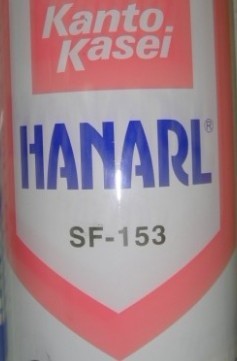 Kanto
Kasei
HANARL®
SF-153